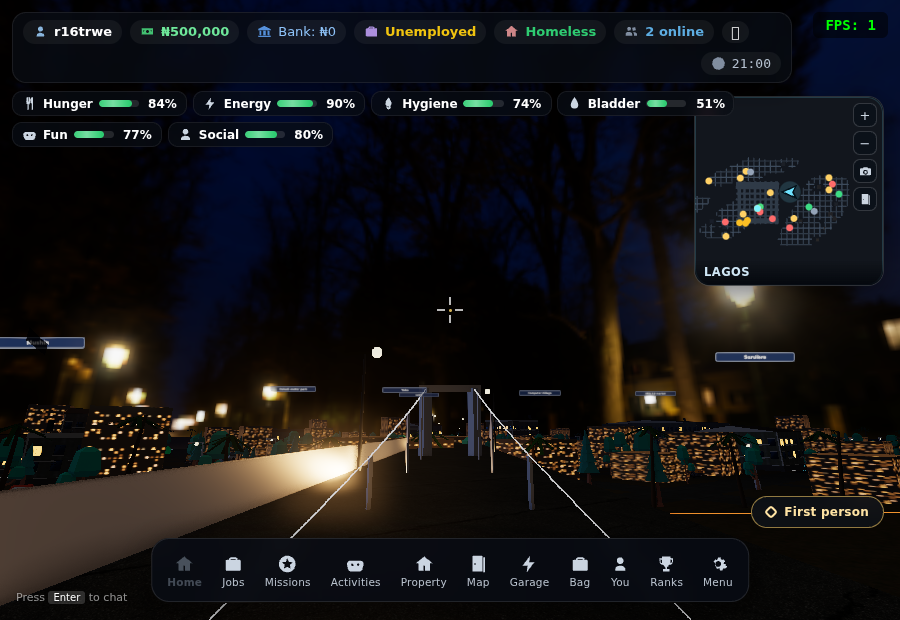 r16trwe ₦500,000 Bank: ₦0 Unemployed Homeless 2 online
21:00
FPS: 1
Hunger 84% Energy 90% Hygiene 74% Bladder 51%
Fun 77% Social 80%
+
−
LAGOS
First person
Home Jobs Missions Activities Property Map Garage Bag You Ranks Menu
Press Enter to chat